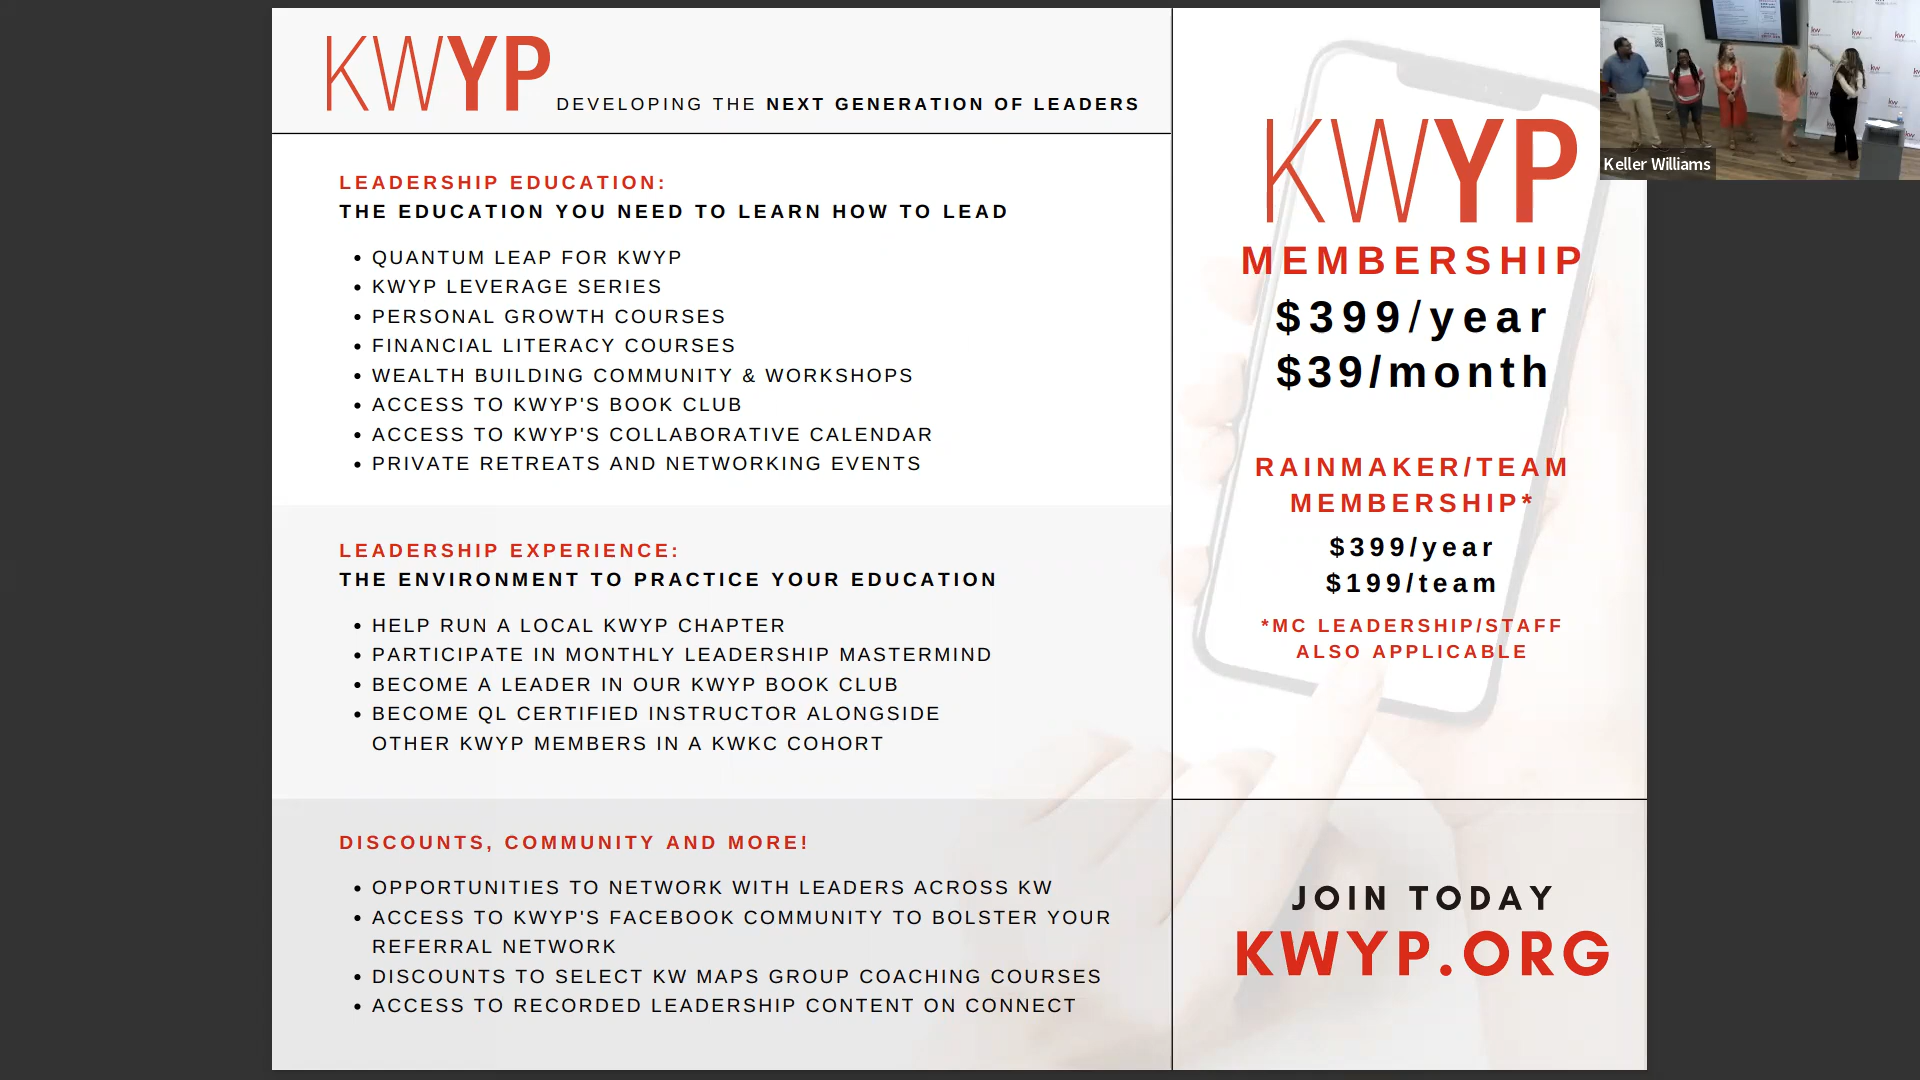 KWYP DEVELOPING THE NEXT GENERATION OF LEADERS
LEADERSHIP EDUCATION:
THE EDUCATION YOU NEED TO LEARN HOW TO LEAD
• QUANTUM LEAP FOR KWYP
• KWYP LEVERAGE SERIES
• PERSONAL GROWTH COURSES
• FINANCIAL LITERACY COURSES
• WEALTH BUILDING COMMUNITY & WORKSHOPS
• ACCESS TO KWYP'S BOOK CLUB
• ACCESS TO KWYP'S COLLABORATIVE CALENDAR
• PRIVATE RETREATS AND NETWORKING EVENTS
LEADERSHIP EXPERIENCE:
THE ENVIRONMENT TO PRACTICE YOUR EDUCATION
• HELP RUN A LOCAL KWYP CHAPTER
• PARTICIPATE IN MONTHLY LEADERSHIP MASTERMIND
• BECOME A LEADER IN OUR KWYP BOOK CLUB
• BECOME QL CERTIFIED INSTRUCTOR ALONGSIDE
OTHER KWYP MEMBERS IN A KWKC COHORT
DISCOUNTS, COMMUNITY AND MORE!
• OPPORTUNITIES TO NETWORK WITH LEADERS ACROSS KW
• ACCESS TO KWYP'S FACEBOOK COMMUNITY TO BOLSTER YOUR
REFERRAL NETWORK
• DISCOUNTS TO SELECT KW MAPS GROUP COACHING COURSES
• ACCESS TO RECORDED LEADERSHIP CONTENT ON CONNECT
KWYP
MEMBERSHIP
$399/year
$39/month
RAINMAKER/TEAM
MEMBERSHIP*
$399/year
$199/team
*MC LEADERSHIP/STAFF
ALSO APPLICABLE
JOIN TODAY
KWYP.ORG
kw
kw
kw
kw
kw
kw
Keller Williams